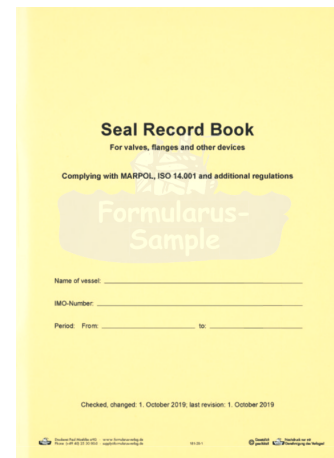 Seal Record Book
For valves, flanges and other devices
Complying with MARPOL, ISO 14.001 and additional regulations
Formularus-
Sample
Name of vessel:
IMO-Number:
Period: From: to:
Checked, changed: 1. October 2019; last revision: 1. October 2019